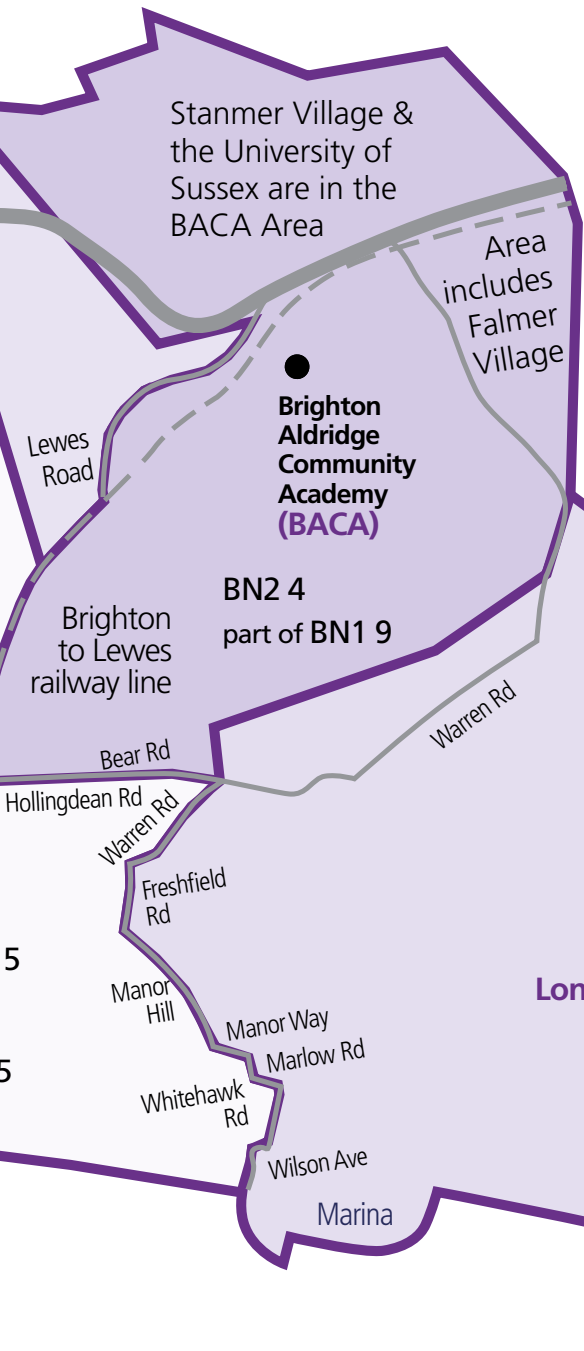 Stanmer Village &
the University of
Sussex are in the
BACA Area
Area
includes
Falmer
Village
Brighton
Aldridge
Community
Academy
(BACA)
Lewes
Road
BN2 4
part of BN1 9
Brighton
to Lewes
railway line
Warren Rd
Bear Rd
Hollingdean Rd
Warren Rd
Freshfield
Rd
5
Manor
Hill
Lon
Manor Way
Marlow Rd
5
Whitehawk
Rd
Wilson Ave
Marina